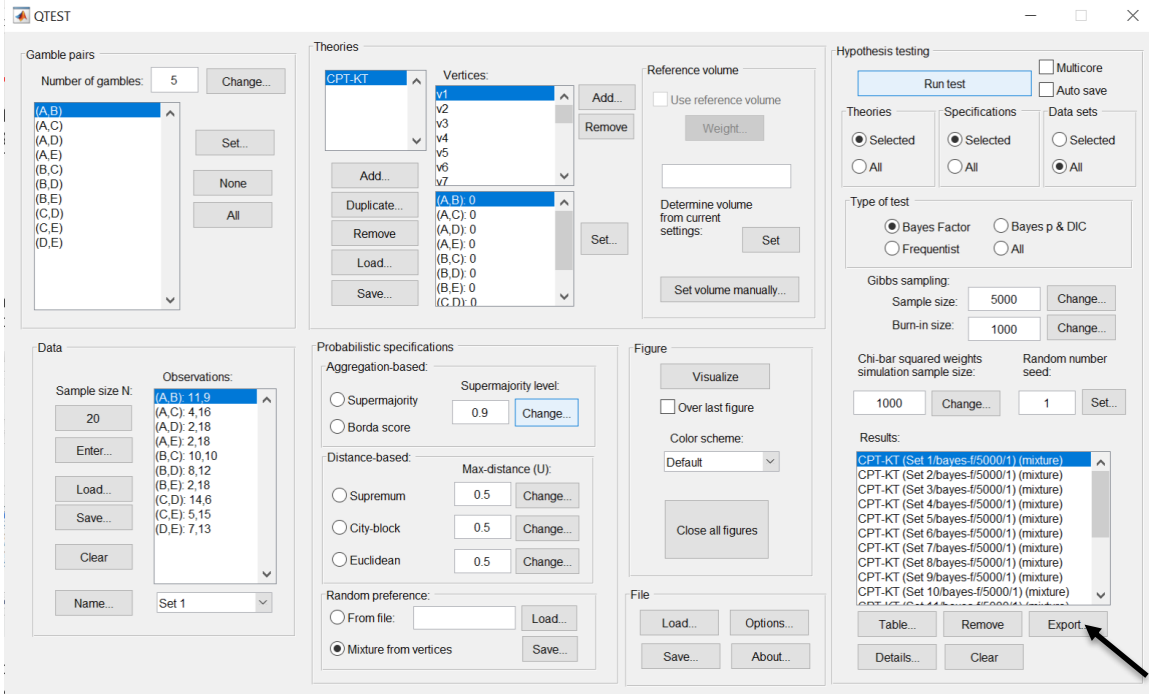 QTEST
Gamble pairs
Number of gambles:
5
Change...
(A,B)
(A,C)
(A,D)
(A,E)
(B,C)
(B,D)
(B,E)
(C,D)
(C,E)
(D,E)
Set...
None
All
Theories
CPT-KT
Vertices:
v1
v2
v3
v4
v5
v6
v7
Add...
Remove
Add...
Duplicate...
Remove
Load...
Save...
(A,B): 0
(A,C): 0
(A,D): 0
(A,E): 0
(B,C): 0
(B,D): 0
(B,E): 0
(C,D): 0
Set...
Reference volume
Use reference volume
Weight...
Determine volume
from current
settings:
Set
Set volume manually...
Hypothesis testing
Run test
Multicore
Auto save
Theories
Selected
All
Specifications
Selected
All
Data sets
Selected
All
Type of test
Bayes Factor
Bayes p & DIC
Frequentist
All
Gibbs sampling:
Sample size:
5000
Change...
Burn-in size:
1000
Change...
Chi-bar squared weights
simulation sample size:
1000
Change...
Random number
seed:
1
Set...
Results:
CPT-KT (Set 1/bayes-f/5000/1) (mixture)
CPT-KT (Set 2/bayes-f/5000/1) (mixture)
CPT-KT (Set 3/bayes-f/5000/1) (mixture)
CPT-KT (Set 4/bayes-f/5000/1) (mixture)
CPT-KT (Set 5/bayes-f/5000/1) (mixture)
CPT-KT (Set 6/bayes-f/5000/1) (mixture)
CPT-KT (Set 7/bayes-f/5000/1) (mixture)
CPT-KT (Set 8/bayes-f/5000/1) (mixture)
CPT-KT (Set 9/bayes-f/5000/1) (mixture)
CPT-KT (Set 10/bayes-f/5000/1) (mixture)
CPT-KT (Set 11/bayes-f/5000/1) (mixture)
Table...
Remove
Export...
Details...
Clear
Data
Sample size N:
20
Enter...
Load...
Save...
Clear
Name...
Observations:
(A,B): 11,9
(A,C): 4,16
(A,D): 2,18
(A,E): 2,18
(B,C): 10,10
(B,D): 8,12
(B,E): 2,18
(C,D): 14,6
(C,E): 5,15
(D,E): 7,13
Set 1
Probabilistic specifications
Aggregation-based:
Supermajority
Borda score
Supermajority level:
0.9
Change...
Distance-based:
Max-distance (U):
Supremum
0.5
Change...
City-block
0.5
Change...
Euclidean
0.5
Change...
Random preference:
From file:
Load...
Mixture from vertices
Save...
Figure
Visualize
Over last figure
Color scheme:
Default
Close all figures
File
Load...
Options...
Save...
About...